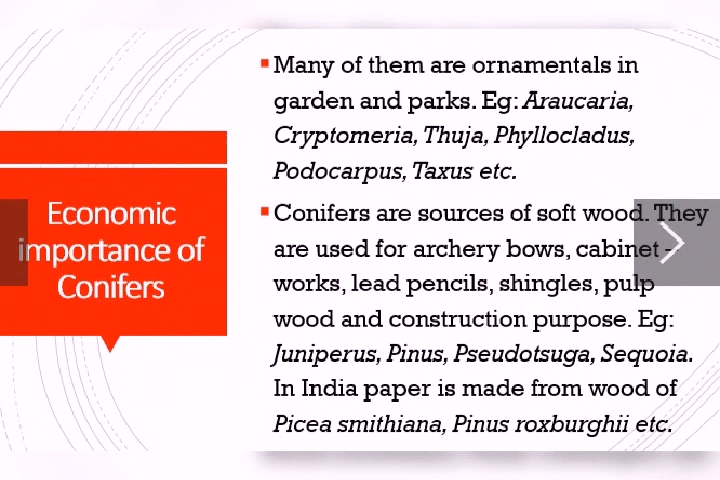 Economic
importance of
Conifers
Many of them are ornamentals in
garden and parks. Eg: Araucaria,
Cryptomeria, Thuja, Phyllocladus,
Podocarpus, Taxus etc.
Conifers are sources of soft wood. They
are used for archery bows, cabinet -
works, lead pencils, shingles, pulp
wood and construction purpose. Eg:
Juniperus, Pinus, Pseudotsuga, Sequoia.
In India paper is made from wood of
Picea smithiana, Pinus roxburghii etc.